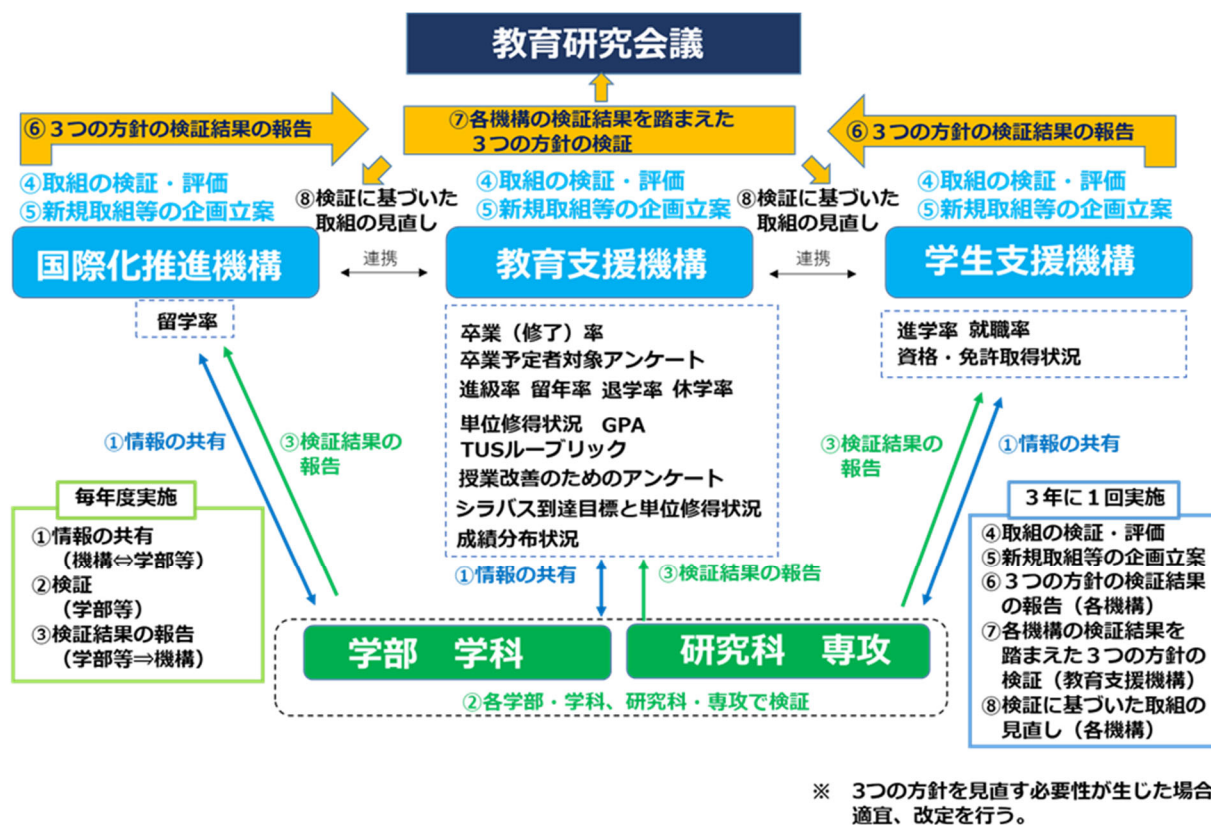 教育研究会議
⑥３つの方針の検証結果の報告
⑦各機構の検証結果を踏まえた
３つの方針の検証
⑥３つの方針の検証結果の報告
④取組の検証・評価
⑤新規取組等の企画立案
⑧検証に基づいた
取組の見直し
④取組の検証・評価
⑤新規取組等の企画立案
⑧検証に基づいた
取組の見直し
④取組の検証・評価
⑤新規取組等の企画立案
国際化推進機構
連携
教育支援機構
連携
学生支援機構
留学率
卒業（修了）率
卒業予定者対象アンケート
進級率 留年率 退学率 休学率
単位修得状況 GPA
TUSルーブリック
授業改善のためのアンケート
シラバス到達目標と単位修得状況
成績分布状況
進学率 就職率
資格・免許取得状況
①情報の共有
③検証結果の
報告
③検証結果の
報告
①情報の共有
毎年度実施
①情報の共有
（機構⇔学部等）
②検証
（学部等）
③検証結果の報告
（学部等⇒機構）
①情報の共有
③検証結果の報告
３年に１回実施
④取組の検証・評価
⑤新規取組等の企画立案
⑥３つの方針の検証結果
の報告（各機構）
⑦各機構の検証結果を
踏まえた３つの方針の
検証（教育支援機構）
⑧検証に基づいた取組の
見直し（各機構）
学部 学科
研究科 専攻
②各学部・学科、研究科・専攻で検証
※ 3つの方針を見直す必要性が生じた場合
適宜、改定を行う。